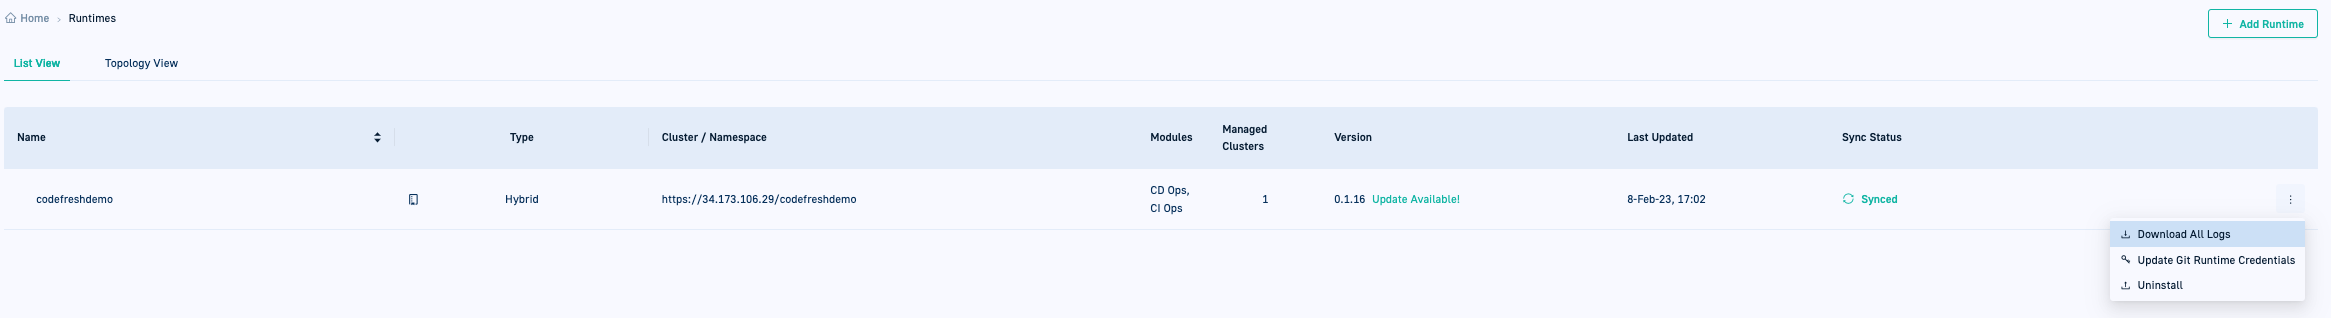 Home > Runtimes
+ Add Runtime
List View
Topology View
Name
Type
Cluster / Namespace
Modules
Managed
Clusters
Version
Last Updated
Sync Status
codefreshdemo
Hybrid
https://34.173.106.29/codefreshdemo
CD Ops,
CI Ops
1
0.1.16 Update Available!
8-Feb-23, 17:02
Synced
Download All Logs
Update Git Runtime Credentials
Uninstall